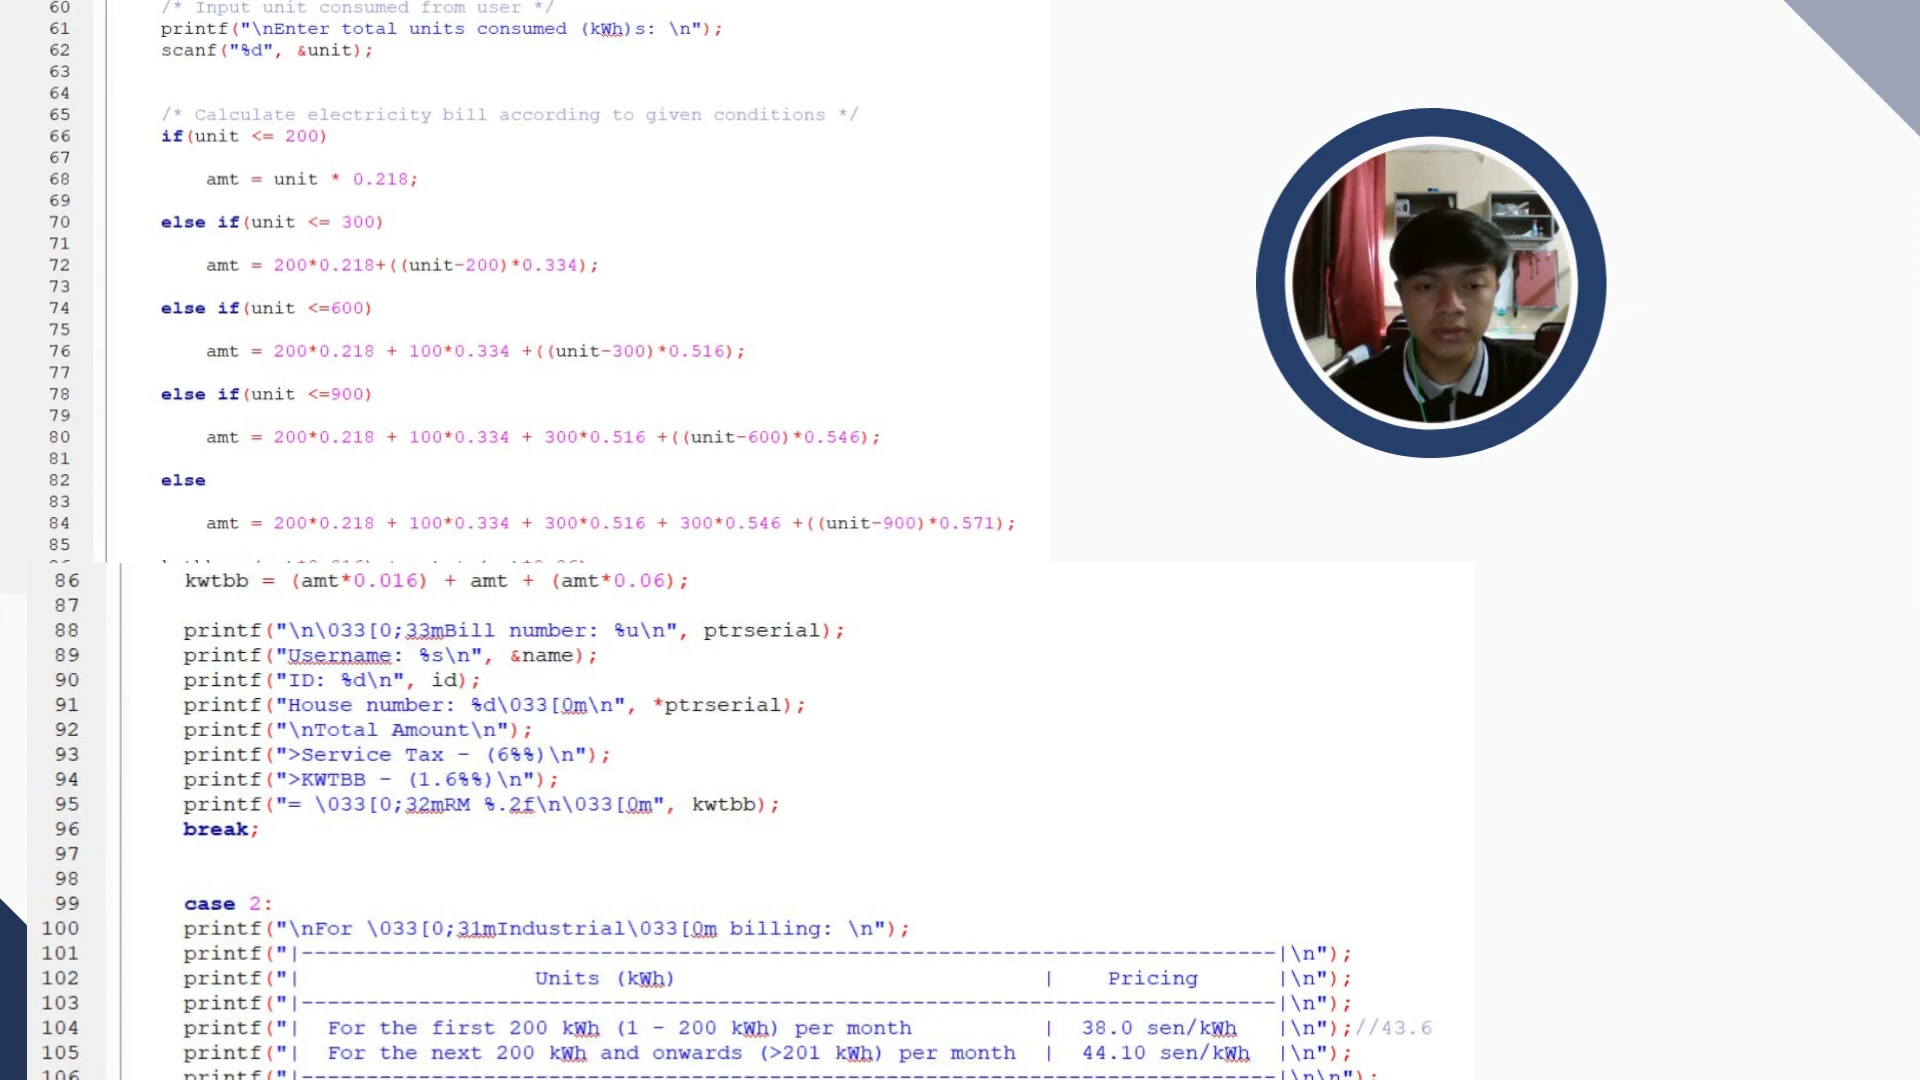 60 /* Input unit consumed from user */
61 printf("\nEnter total units consumed (kWh)s: \n");
62 scanf("%d", &unit);
63
64
65 /* Calculate electricity bill according to given conditions */
66 if(unit <= 200)
67
68 amt = unit * 0.218;
69
70 else if(unit <= 300)
71
72 amt = 200*0.218+((unit-200)*0.334);
73
74 else if(unit <=600)
75
76 amt = 200*0.218 + 100*0.334 +((unit-300)*0.516);
77
78 else if(unit <=900)
79
80 amt = 200*0.218 + 100*0.334 + 300*0.516 +((unit-600)*0.546);
81
82 else
83
84 amt = 200*0.218 + 100*0.334 + 300*0.516 + 300*0.546 +((unit-900)*0.571);
85
86 kwtbb = (amt*0.016) + amt + (amt*0.06);
87
88 printf("\n\033[0;33mBill number: %u\n", ptrserial);
89 printf("Username: %s\n", &name);
90 printf("ID: %d\n", id);
91 printf("House number: %d\033[0m\n", *ptrserial);
92 printf("\nTotal Amount\n");
93 printf(">Service Tax - (6%%)\n");
94 printf(">KWTBB - (1.6%%)\n");
95 printf("= \033[0;32mRM %.2f\n\033[0m", kwtbb);
96 break;
97
98
99 case 2:
100 printf("\nFor \033[0;31mIndustrial\033[0m billing: \n");
101 printf("|---------------------------------------------------------------------------|\n");
102 printf("| Units (kWh) | Pricing |\n");
103 printf("|---------------------------------------------------------------------------|\n");
104 printf("| For the first 200 kWh (1 - 200 kWh) per month | 38.0 sen/kWh |\n");//43.6
105 printf("| For the next 200 kWh and onwards (>201 kWh) per month | 44.10 sen/kWh |\n");
106 printf("|---------------------------------------------------------------------------|\n\n");